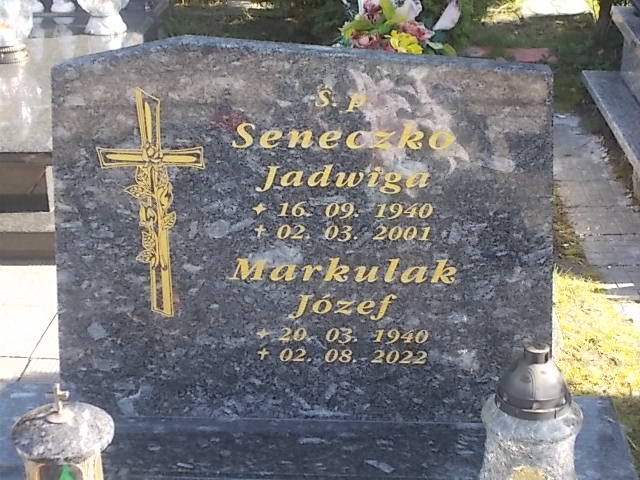 Ś. p.
Seneczko
Jadwiga
✦ 16. 09. 1940
† 02. 03. 2001
Markulak
Józef
✦ 20. 03. 1940
† 02. 08. 2022